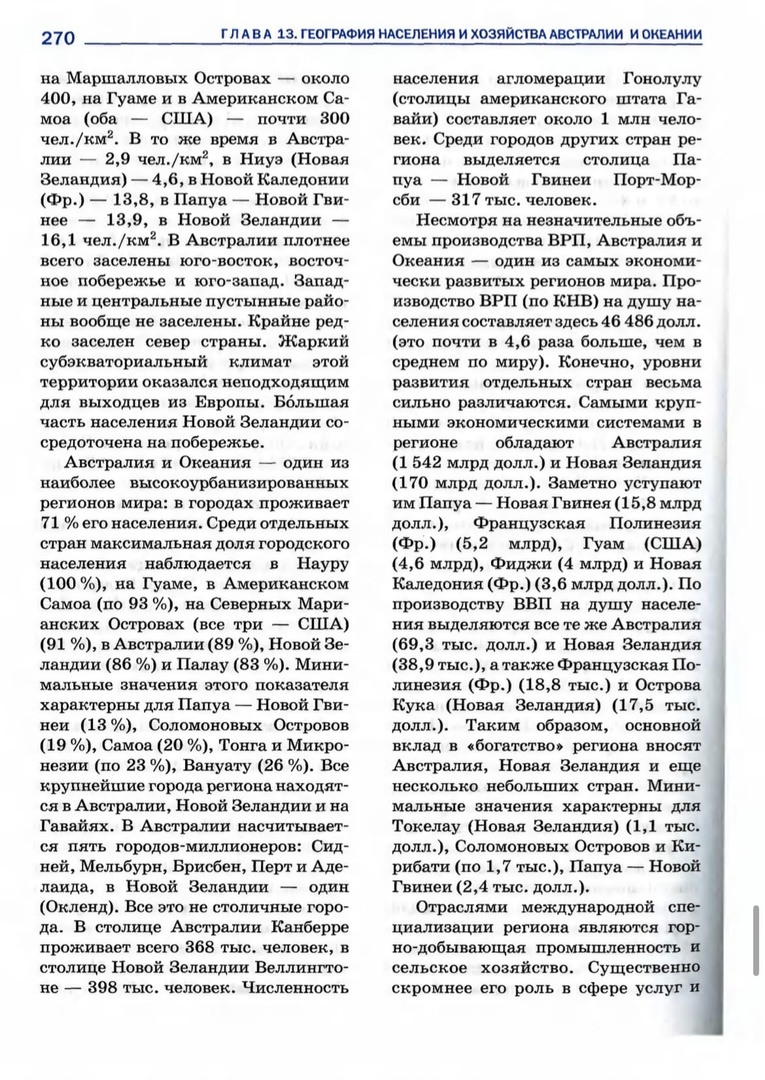 270
ГЛАВА 13. ГЕОГРАФИЯ НАСЕЛЕНИЯ И ХОЗЯЙСТВА АВСТРАЛИИ И ОКЕАНИИ
на Маршалловых Островах — около
400, на Гуаме и в Американском Са-
моа (оба — США) — почти 300
чел./км². В то же время в Австра-
лии — 2,9 чел./км², в Ниуэ (Новая
Зеландия) — 4,6, в Новой Каледонии
(Фр.) — 13,8, в Папуа — Новой Гви-
нее — 13,9, в Новой Зеландии —
16,1 чел./км². В Австралии плотнее
всего заселены юго-восток, восточ-
ное побережье и юго-запад. Запад-
ные и центральные пустынные райо-
ны вообще не заселены. Крайне ред-
ко заселен север страны. Жаркий
субэкваториальный климат этой
территории оказался неподходящим
для выходцев из Европы. Бо́льшая
часть населения Новой Зеландии со-
средоточена на побережье.
Австралия и Океания — один из
наиболее высокоурбанизированных
регионов мира: в городах проживает
71 % его населения. Среди отдельных
стран максимальная доля городского
населения наблюдается в Науру
(100 %), на Гуаме, в Американском
Самоа (по 93 %), на Северных Мари-
анских Островах (все три — США)
(91 %), в Австралии (89 %), Новой Зе-
ландии (86 %) и Палау (83 %). Мини-
мальные значения этого показателя
характерны для Папуа — Новой Гви-
неи (13 %), Соломоновых Островов
(19 %), Самоа (20 %), Тонга и Микро-
незии (по 23 %), Вануату (26 %). Все
крупнейшие города региона находят-
ся в Австралии, Новой Зеландии и на
Гавайях. В Австралии насчитывает-
ся пять городов-миллионеров: Сид-
ней, Мельбурн, Брисбен, Перт и Аде-
лаида, в Новой Зеландии — один
(Окленд). Все это не столичные горо-
да. В столице Австралии Канберре
проживает всего 368 тыс. человек, в
столице Новой Зеландии Веллингто-
не — 398 тыс. человек. Численность
населения агломерации Гонолулу
(столицы американского штата Га-
вайи) составляет около 1 млн чело-
век. Среди городов других стран ре-
гиона выделяется столица Па-
пуа — Новой Гвинеи Порт-Мор-
сби — 317 тыс. человек.
Несмотря на незначительные объ-
емы производства ВРП, Австралия и
Океания — один из самых экономи-
чески развитых регионов мира. Про-
изводство ВРП (по КНВ) на душу на-
селения составляет здесь 46 486 долл.
(это почти в 4,6 раза больше, чем в
среднем по миру). Конечно, уровни
развития отдельных стран весьма
сильно различаются. Самыми круп-
ными экономическими системами в
регионе обладают Австралия
(1 542 млрд долл.) и Новая Зеландия
(170 млрд долл.). Заметно уступают
им Папуа — Новая Гвинея (15,8 млрд
долл.), Французская Полинезия
(Фр.) (5,2 млрд), Гуам (США)
(4,6 млрд), Фиджи (4 млрд) и Новая
Каледония (Фр.) (3,6 млрд долл.). По
производству ВВП на душу населе-
ния выделяются все те же Австралия
(69,3 тыс. долл.) и Новая Зеландия
(38,9 тыс.), а также Французская По-
линезия (Фр.) (18,8 тыс.) и Острова
Кука (Новая Зеландия) (17,5 тыс.
долл.). Таким образом, основной
вклад в «богатство» региона вносят
Австралия, Новая Зеландия и еще
несколько небольших стран. Мини-
мальные значения характерны для
Токелау (Новая Зеландия) (1,1 тыс.
долл.), Соломоновых Островов и Ки-
рибати (по 1,7 тыс.), Папуа — Новой
Гвинеи (2,4 тыс. долл.).
Отраслями международной спе-
циализации региона являются гор-
но-добывающая промышленность и
сельское хозяйство. Существенно
скромнее его роль в сфере услуг и